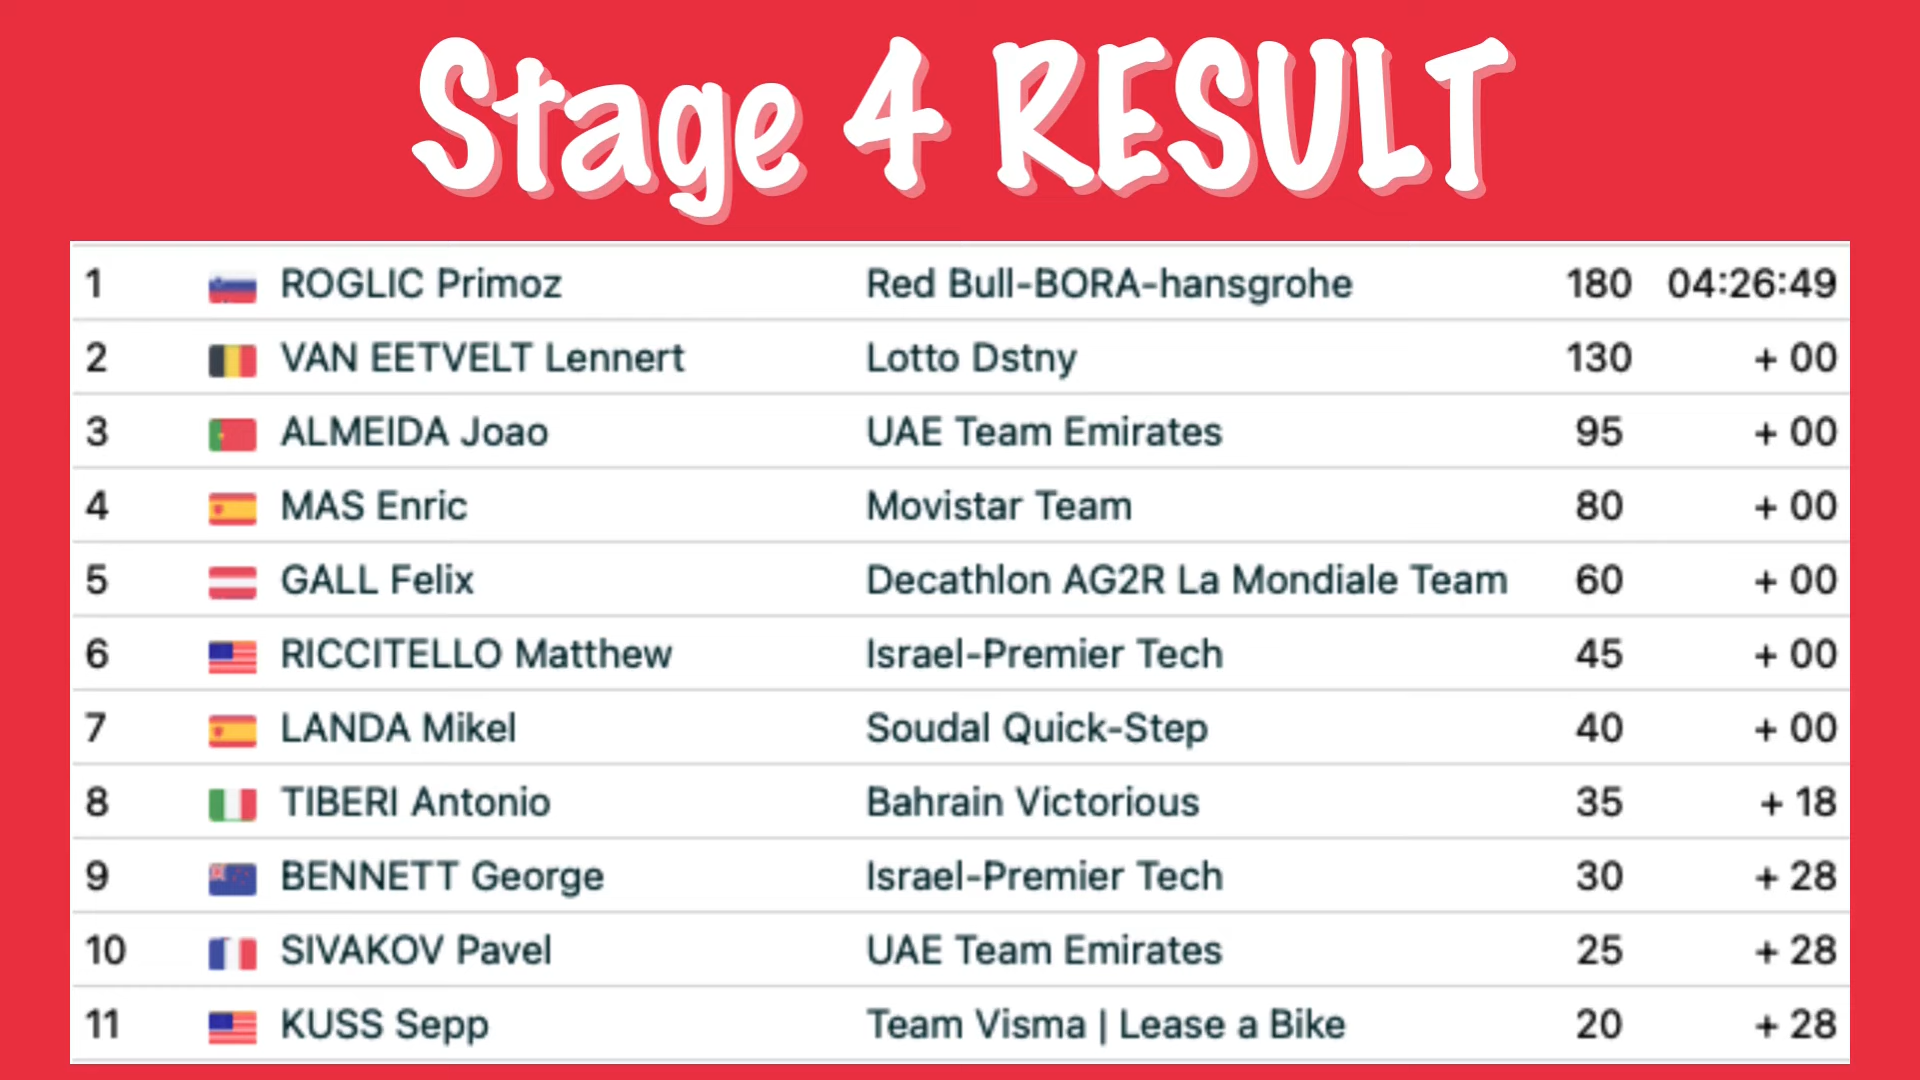 Stage 4 RESULT
1 ROGLIC Primoz Red Bull-BORA-hansgrohe 180 04:26:49
2 VAN EETVELT Lennert Lotto Dstny 130 + 00
3 ALMEIDA Joao UAE Team Emirates 95 + 00
4 MAS Enric Movistar Team 80 + 00
5 GALL Felix Decathlon AG2R La Mondiale Team 60 + 00
6 RICCITELLO Matthew Israel-Premier Tech 45 + 00
7 LANDA Mikel Soudal Quick-Step 40 + 00
8 TIBERI Antonio Bahrain Victorious 35 + 18
9 BENNETT George Israel-Premier Tech 30 + 28
10 SIVAKOV Pavel UAE Team Emirates 25 + 28
11 KUSS Sepp Team Visma | Lease a Bike 20 + 28